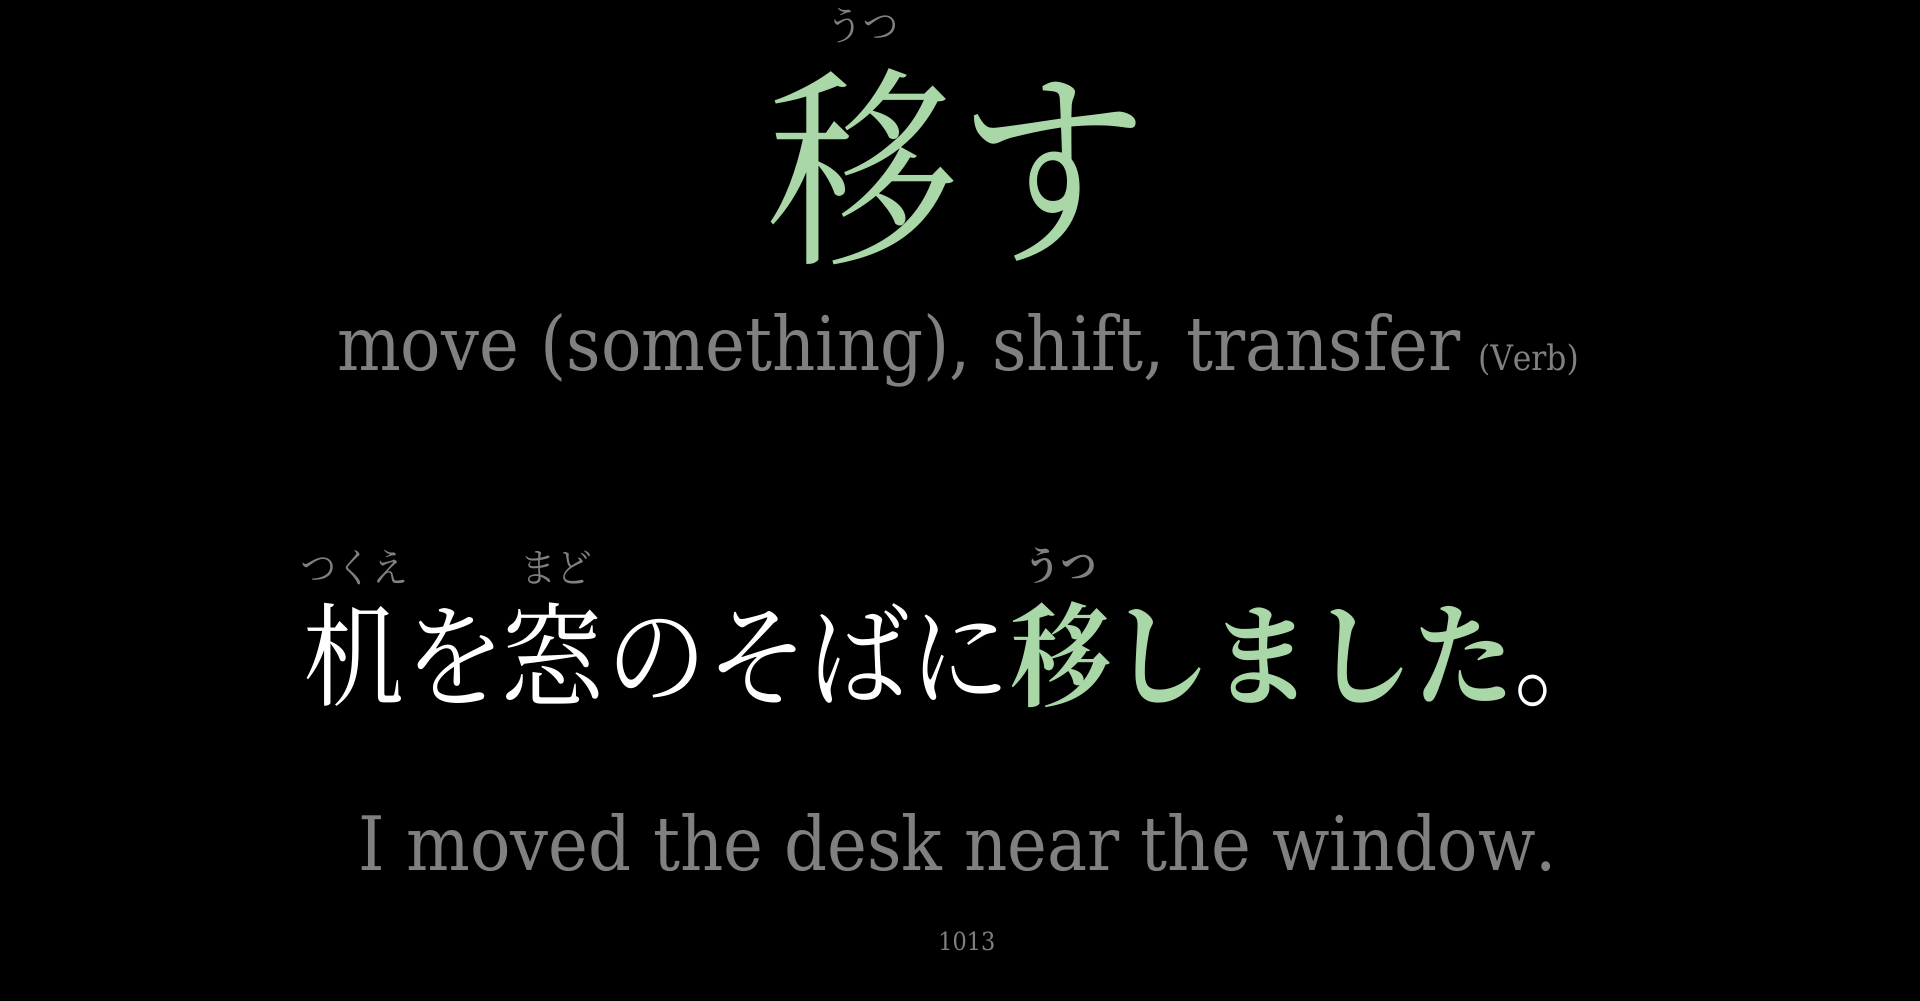 うつ
移す
move (something), shift, transfer (Verb)
つくえ まど うつ
机を窓のそばに移しました。
I moved the desk near the window.
1013